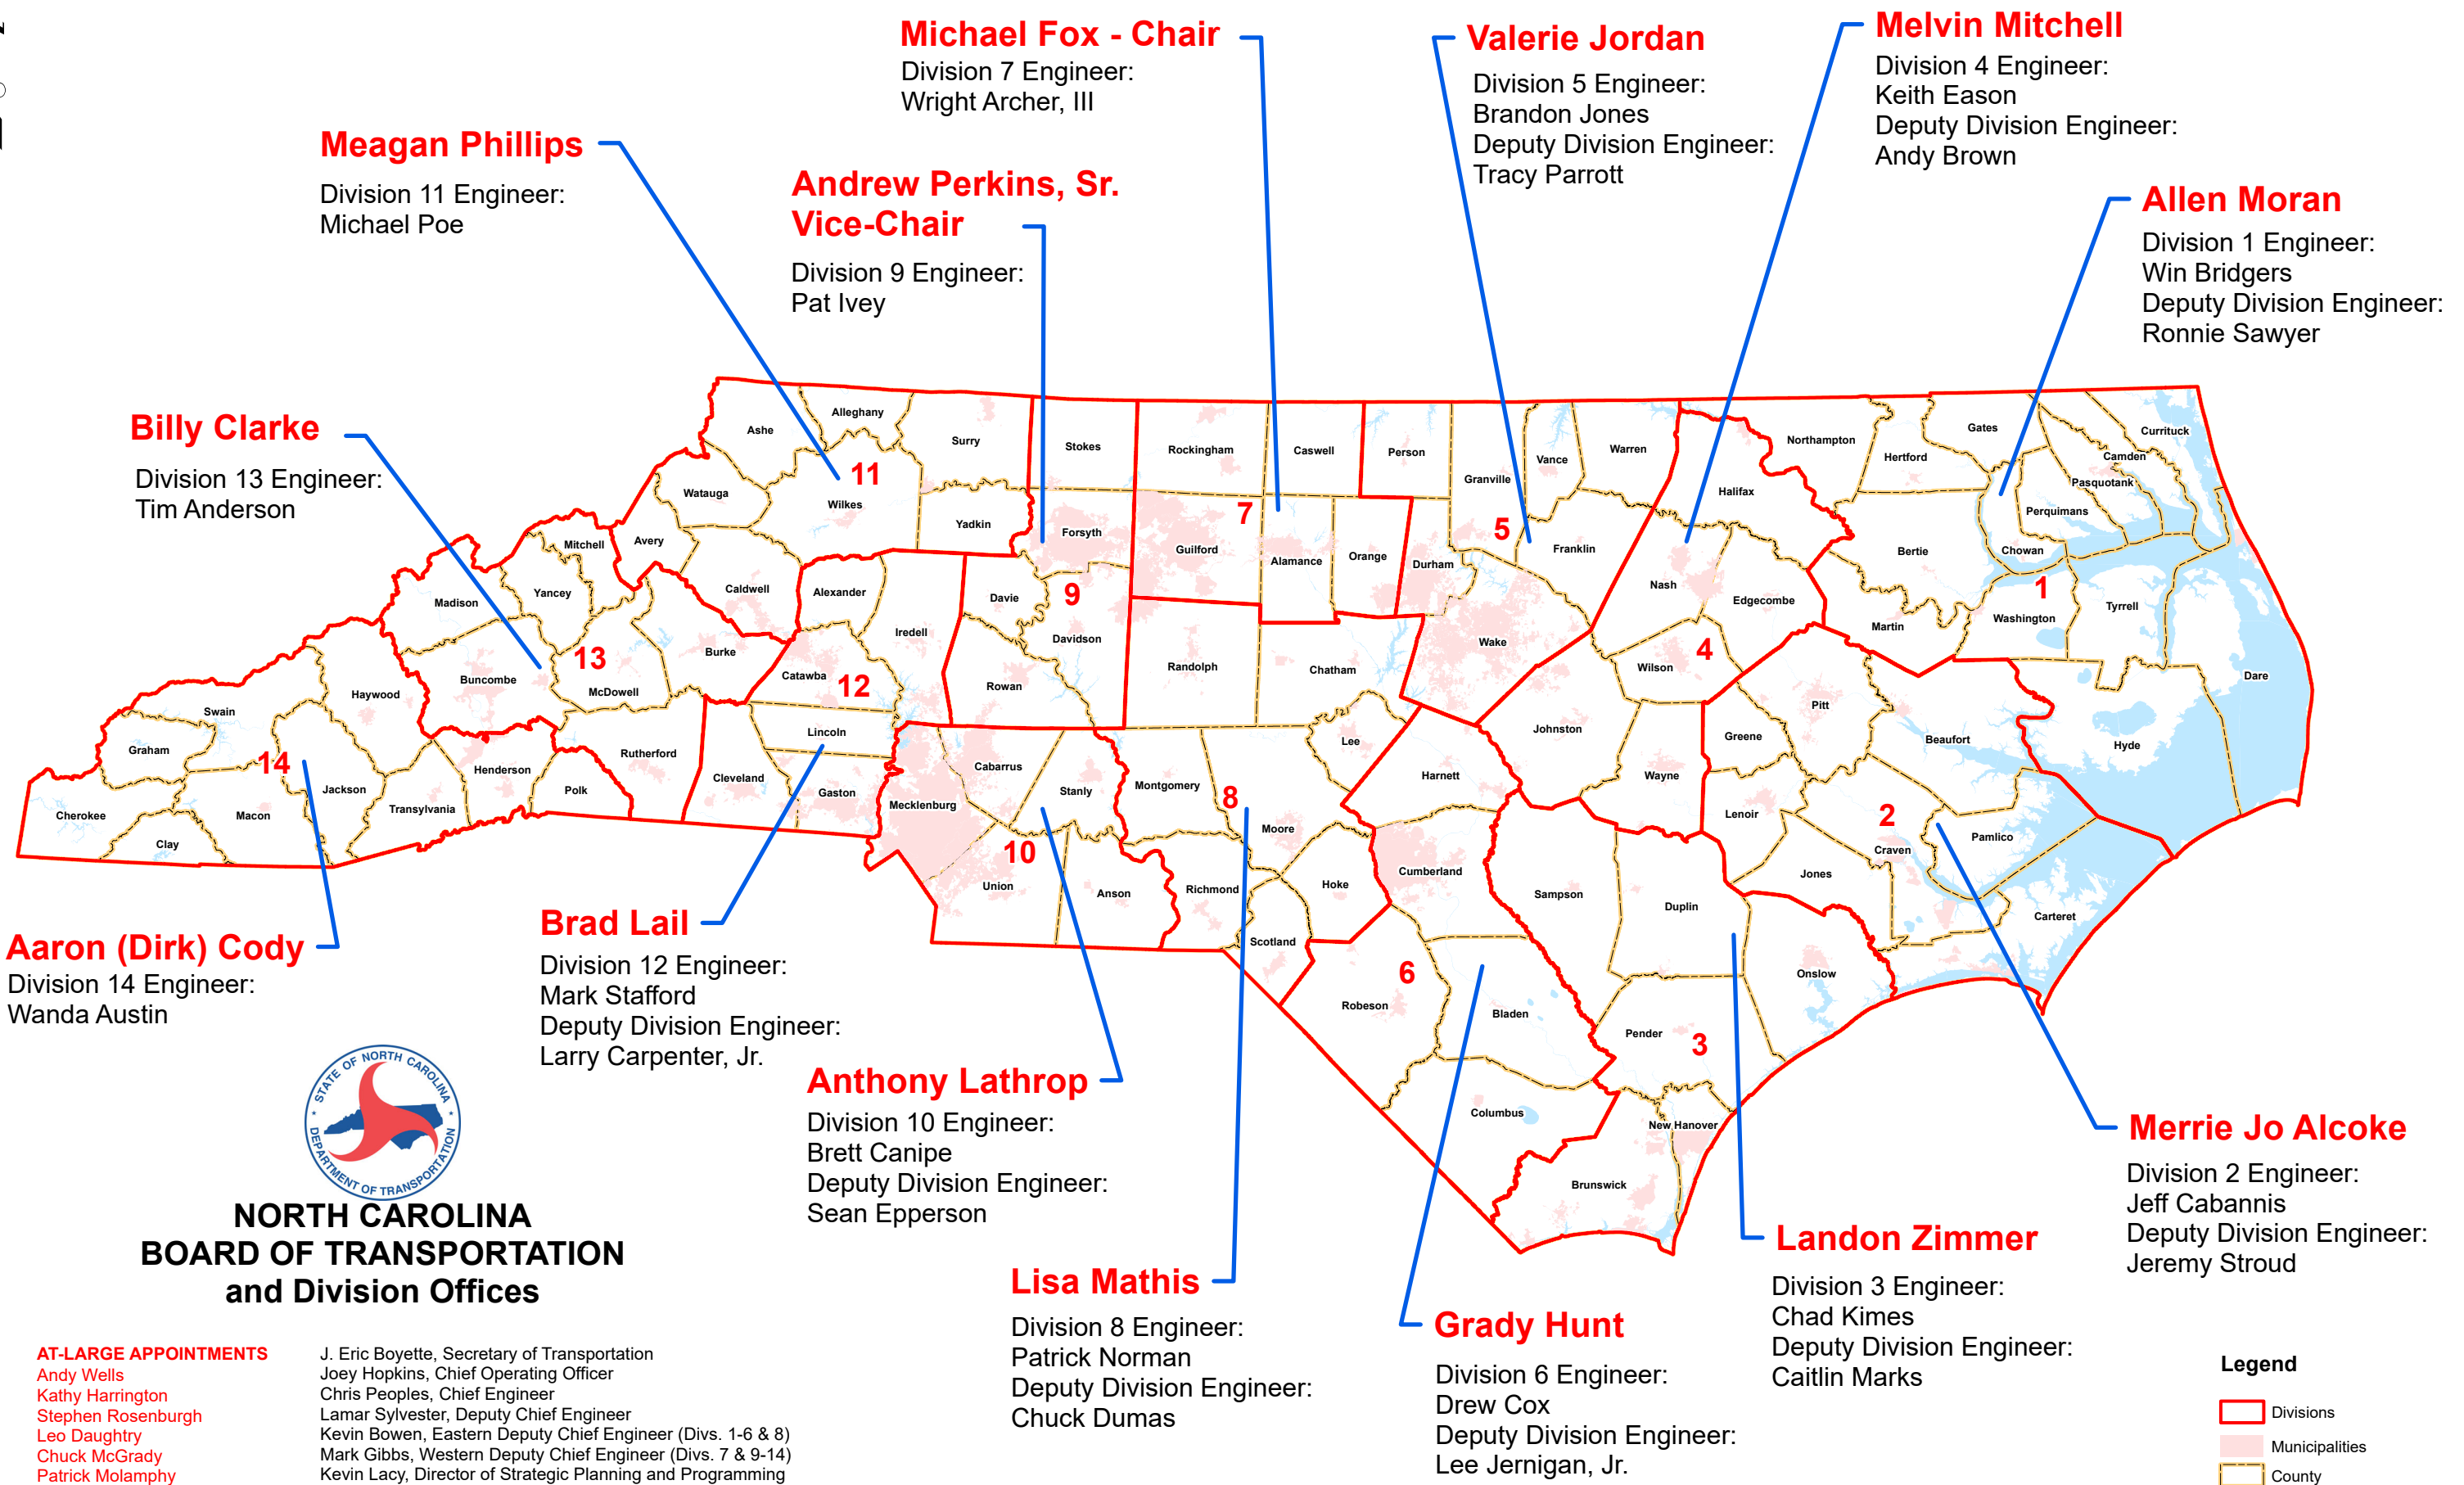 Michael Fox - Chair
Division 7 Engineer:
Wright Archer, III
Valerie Jordan
Division 5 Engineer:
Brandon Jones
Deputy Division Engineer:
Tracy Parrott
Melvin Mitchell
Division 4 Engineer:
Keith Eason
Deputy Division Engineer:
Andy Brown
Meagan Phillips
Division 11 Engineer:
Michael Poe
Andrew Perkins, Sr.
Vice-Chair
Division 9 Engineer:
Pat Ivey
Allen Moran
Division 1 Engineer:
Win Bridgers
Deputy Division Engineer:
Ronnie Sawyer
Billy Clarke
Division 13 Engineer:
Tim Anderson
Ashe
Alleghany
Surry
Stokes
Rockingham
Caswell
Person
Granville
Vance
Warren
Northampton
Hertford
Gates
Currituck
Camden
Pasquotank
Perquimans
Chowan
Halifax
Watauga
11
Wilkes
Yadkin
Forsyth
7
Guilford
Alamance
Orange
Durham
5
Franklin
Nash
Edgecombe
Bertie
1
Martin
Washington
Tyrrell
Dare
Mitchell
Avery
Yancey
Madison
Caldwell
Alexander
Iredell
Davie
9
Davidson
Randolph
Chatham
Wake
Wilson
4
Buncombe
13
McDowell
Burke
Catawba
12
Rowan
Haywood
Swain
Graham
14
Jackson
Macon
Cherokee
Clay
Transylvania
Henderson
Polk
Rutherford
Cleveland
Lincoln
Gaston
Mecklenburg
Cabarrus
Stanly
10
Union
Anson
Montgomery
8
Moore
Lee
Richmond
Hoke
Scotland
Harnett
Johnston
Wayne
Greene
Pitt
Beaufort
Hyde
Lenoir
2
Craven
Pamlico
Jones
Carteret
Cumberland
Sampson
Duplin
Onslow
6
Robeson
Bladen
Pender
3
Columbus
New Hanover
Brunswick
Aaron (Dirk) Cody
Division 14 Engineer:
Wanda Austin
Brad Lail
Division 12 Engineer:
Mark Stafford
Deputy Division Engineer:
Larry Carpenter, Jr.
Anthony Lathrop
Division 10 Engineer:
Brett Canipe
Deputy Division Engineer:
Sean Epperson
Lisa Mathis
Division 8 Engineer:
Patrick Norman
Deputy Division Engineer:
Chuck Dumas
Grady Hunt
Division 6 Engineer:
Drew Cox
Deputy Division Engineer:
Lee Jernigan, Jr.
Landon Zimmer
Division 3 Engineer:
Chad Kimes
Deputy Division Engineer:
Caitlin Marks
Merrie Jo Alcoke
Division 2 Engineer:
Jeff Cabannis
Deputy Division Engineer:
Jeremy Stroud
STATE OF NORTH CAROLINA
DEPARTMENT OF TRANSPORTATION
NORTH CAROLINA
BOARD OF TRANSPORTATION
and Division Offices
AT-LARGE APPOINTMENTS
Andy Wells
Kathy Harrington
Stephen Rosenburgh
Leo Daughtry
Chuck McGrady
Patrick Molamphy
J. Eric Boyette, Secretary of Transportation
Joey Hopkins, Chief Operating Officer
Chris Peoples, Chief Engineer
Lamar Sylvester, Deputy Chief Engineer
Kevin Bowen, Eastern Deputy Chief Engineer (Divs. 1-6 & 8)
Mark Gibbs, Western Deputy Chief Engineer (Divs. 7 & 9-14)
Kevin Lacy, Director of Strategic Planning and Programming
Legend
Divisions
Municipalities
County